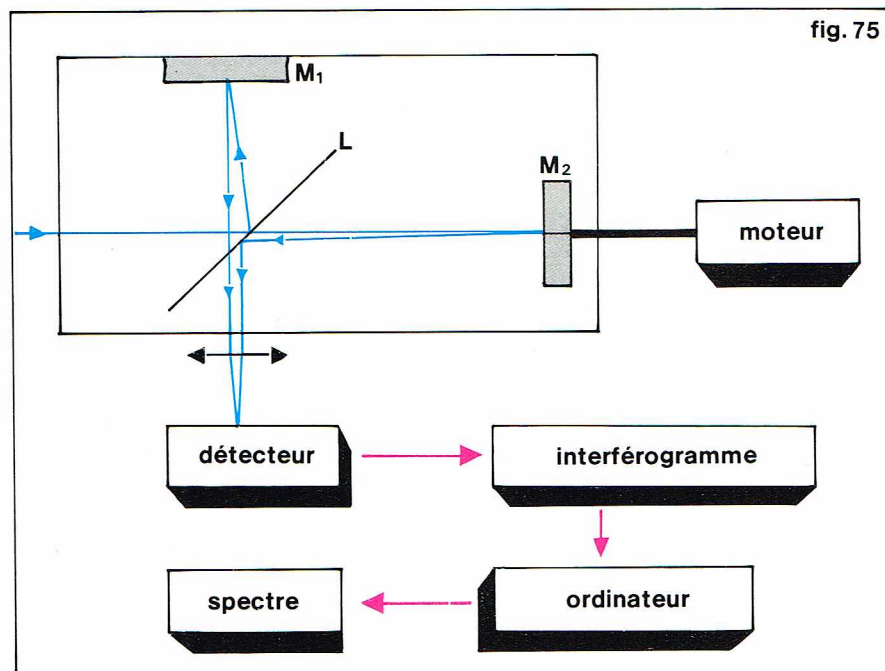 fig. 75
M1
L
M2
moteur
détecteur
interférogramme
spectre
ordinateur